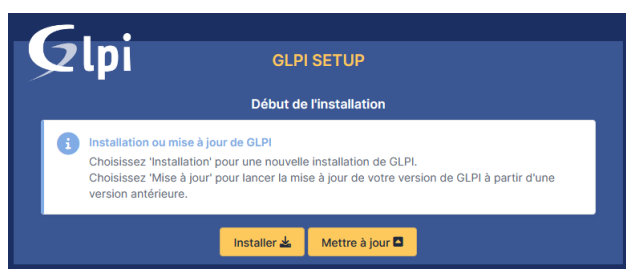 Glpi
GLPI SETUP
Début de l'installation
Installation ou mise à jour de GLPI
Choisissez 'Installation' pour une nouvelle installation de GLPI.
Choisissez 'Mise à jour' pour lancer la mise à jour de votre version de GLPI à partir d'une
version antérieure.
Installer
Mettre à jour